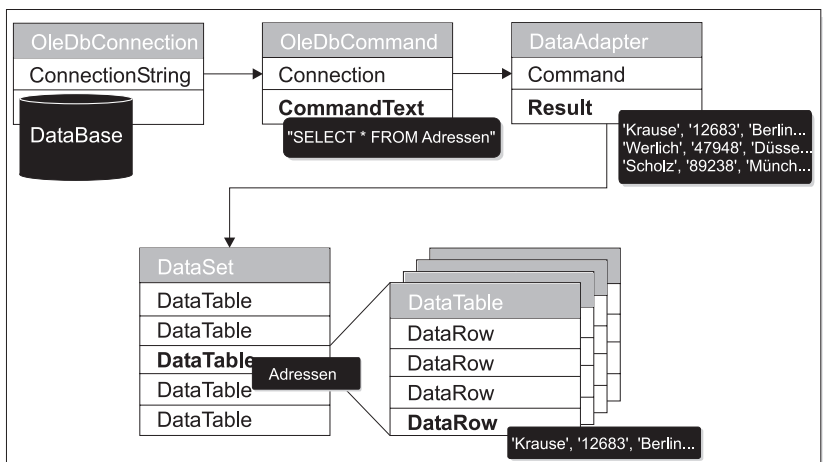 OleDbConnection
ConnectionString
DataBase
OleDbCommand
Connection
CommandText
"SELECT * FROM Adressen"
DataAdapter
Command
Result
'Krause', '12683', 'Berlin...
'Werlich', '47948', 'Düsse...
'Scholz', '89238', 'Münch...
DataSet
DataTable
DataTable
DataTable
Adressen
DataTable
DataTable
DataTable
DataRow
DataRow
DataRow
DataRow
'Krause', '12683', 'Berlin...